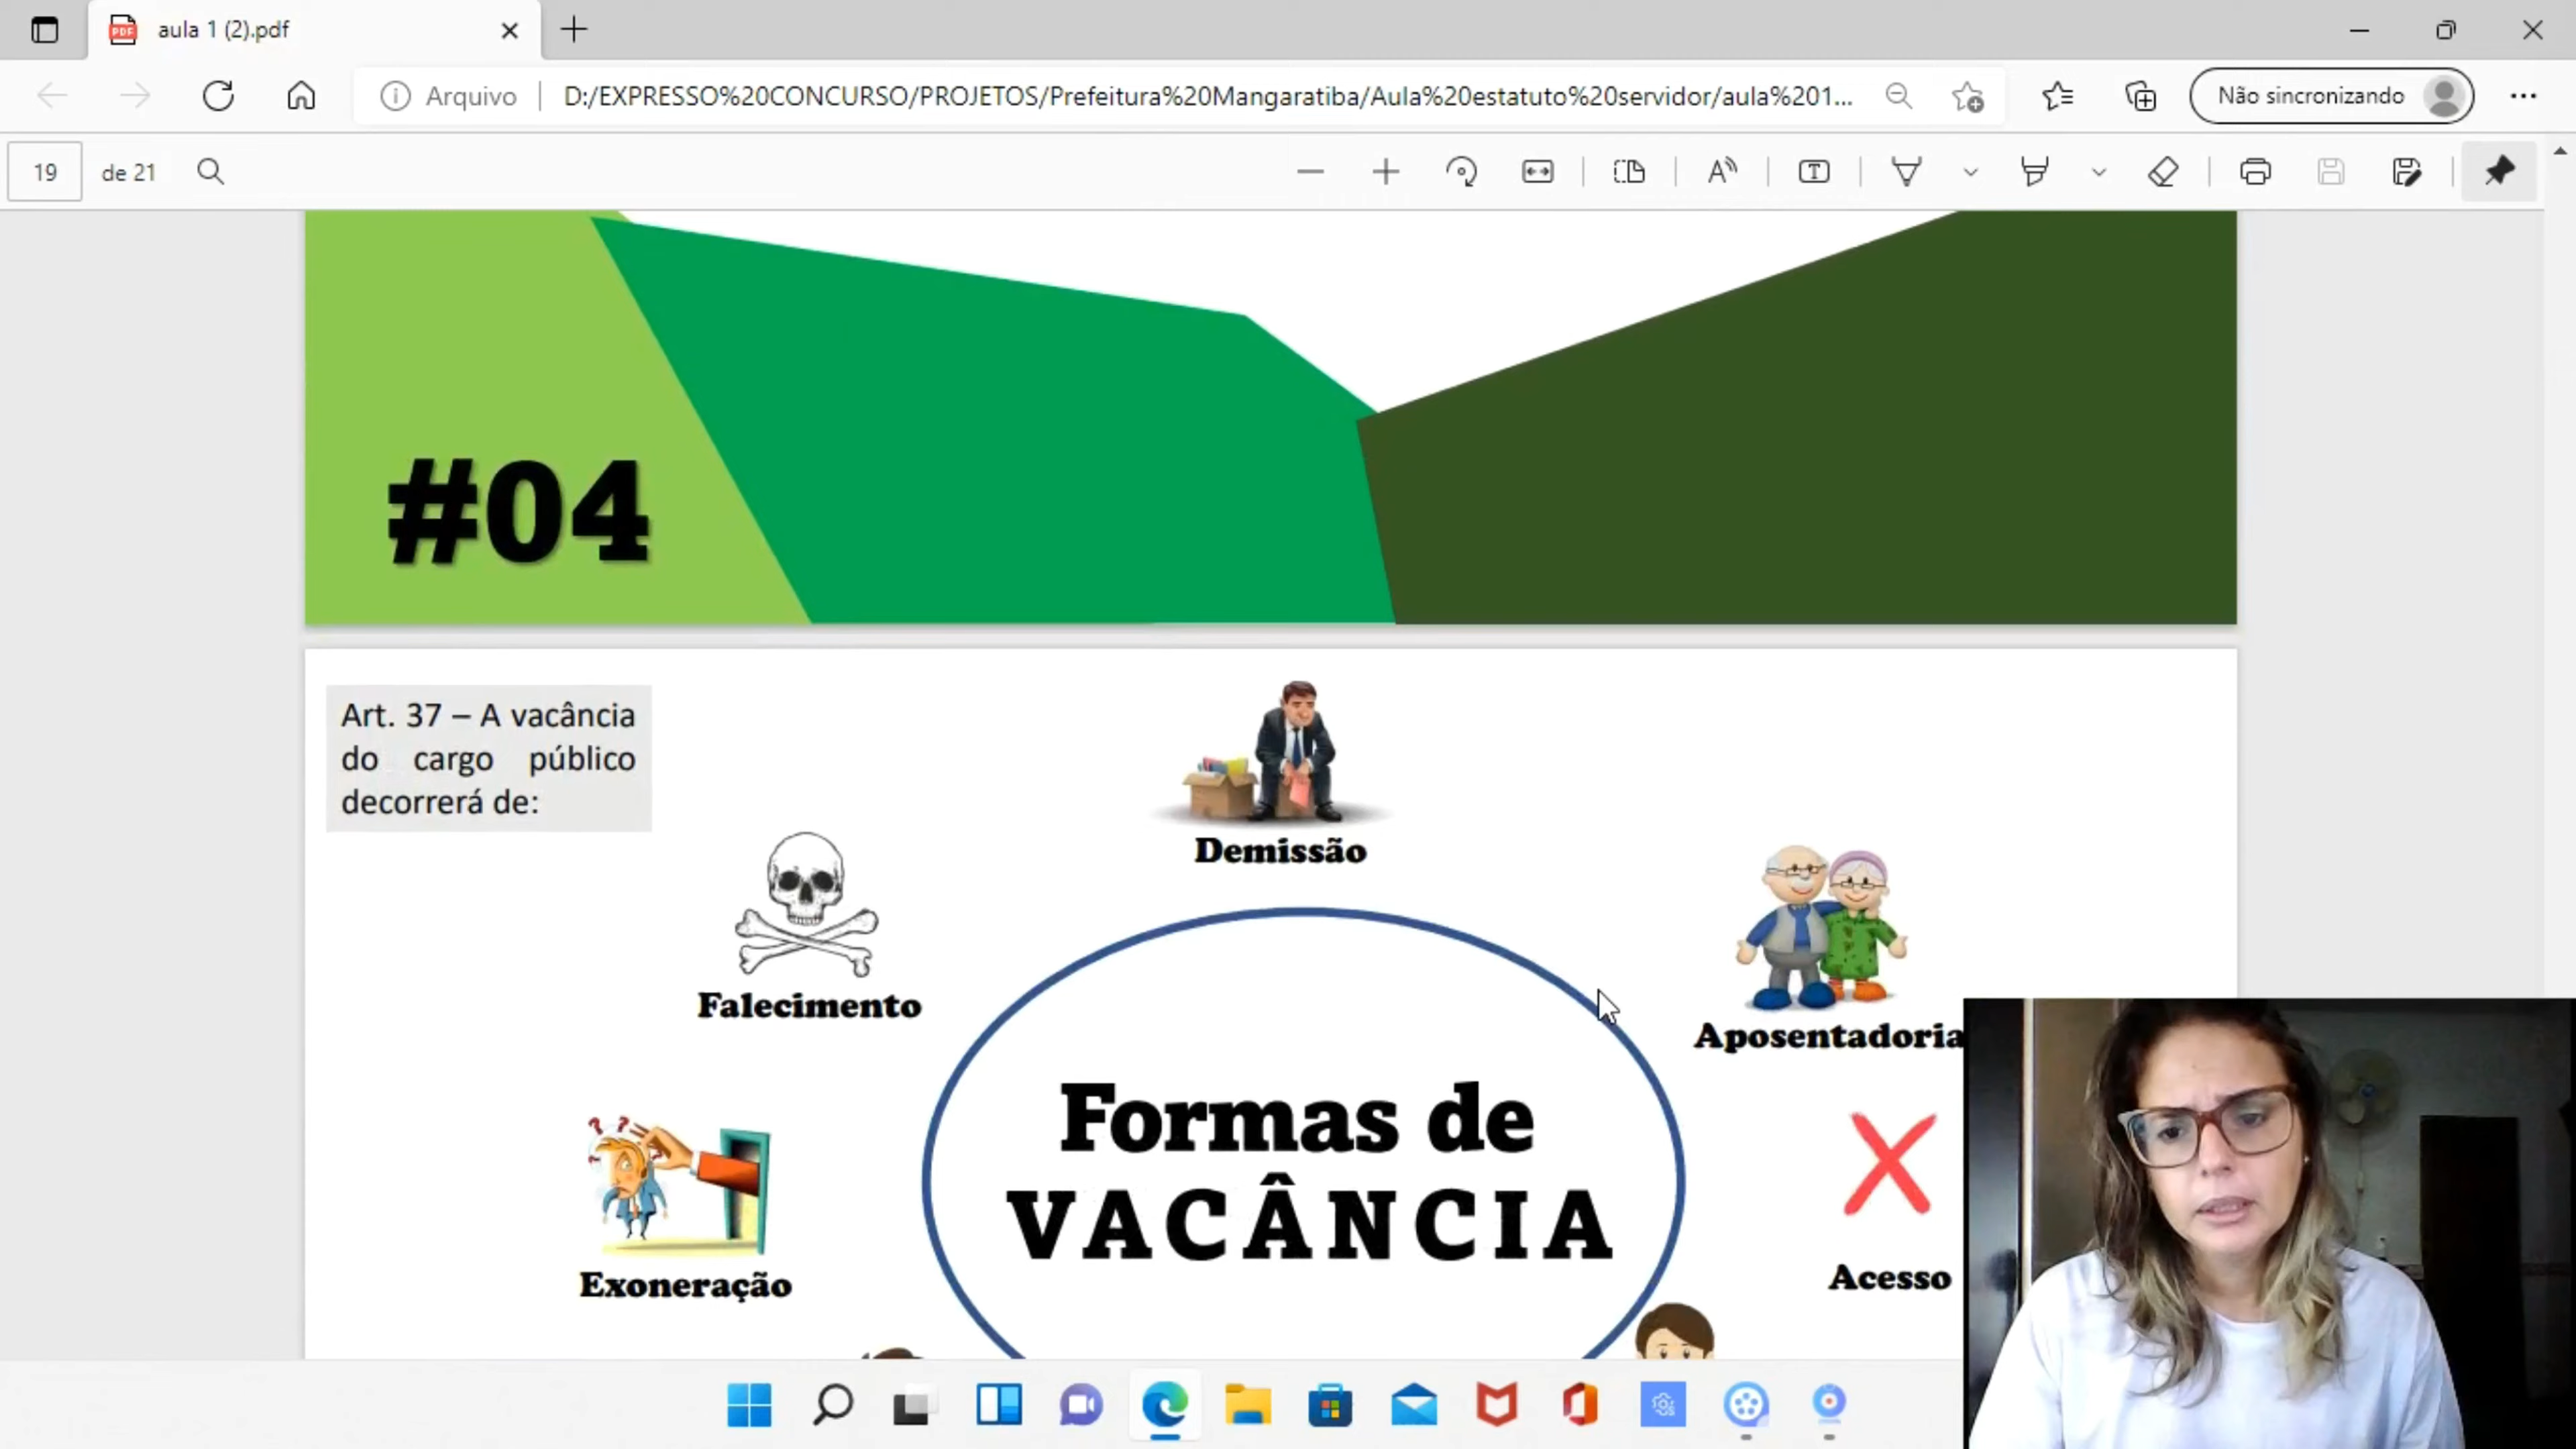 aula 1 (2).pdf
Arquivo
D:/EXPRESSO%20CONCURSO/PROJETOS/Prefeitura%20Mangaratiba/Aula%20estatuto%20servidor/aula%201...
Não sincronizando
19
de 21
#04
Art. 37 – A vacância
do cargo público
decorrerá de:
Demissão
Falecimento
Aposentadoria
Formas de
VACÂNCIA
Exoneração
Acesso